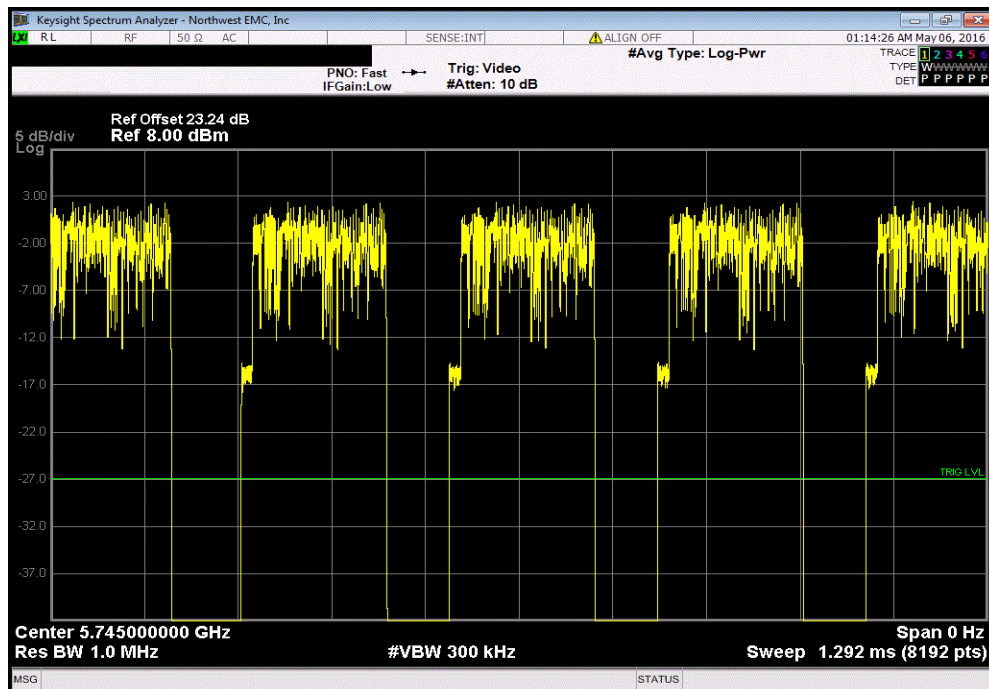 Keysight Spectrum Analyzer - Northwest EMC, Inc
LXI RL RF 50 Ω AC SENSE:INT ALIGN OFF 01:14:26 AM May 06, 2016
#Avg Type: Log-Pwr TRACE 1 2 3 4 5 6
PNO: Fast Trig: Video TYPE WWWWWW
IFGain:Low #Atten: 10 dB DET P P P P P P
Ref Offset 23.24 dB
5 dB/div Ref 8.00 dBm
Log
3.00
-2.00
-7.00
-12.0
-17.0
-22.0
-27.0 TRIG LVL
-32.0
-37.0
Center 5.745000000 GHz Span 0 Hz
Res BW 1.0 MHz #VBW 300 kHz Sweep 1.292 ms (8192 pts)
MSG STATUS